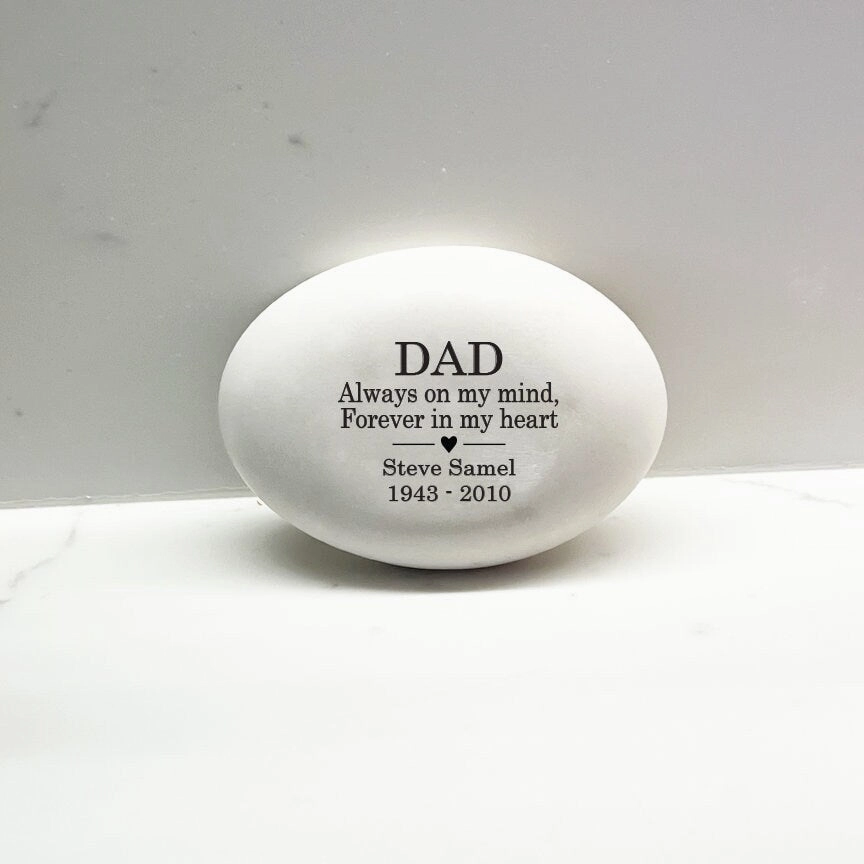 DAD
Always on my mind,
Forever in my heart
Steve Samel
1943 - 2010